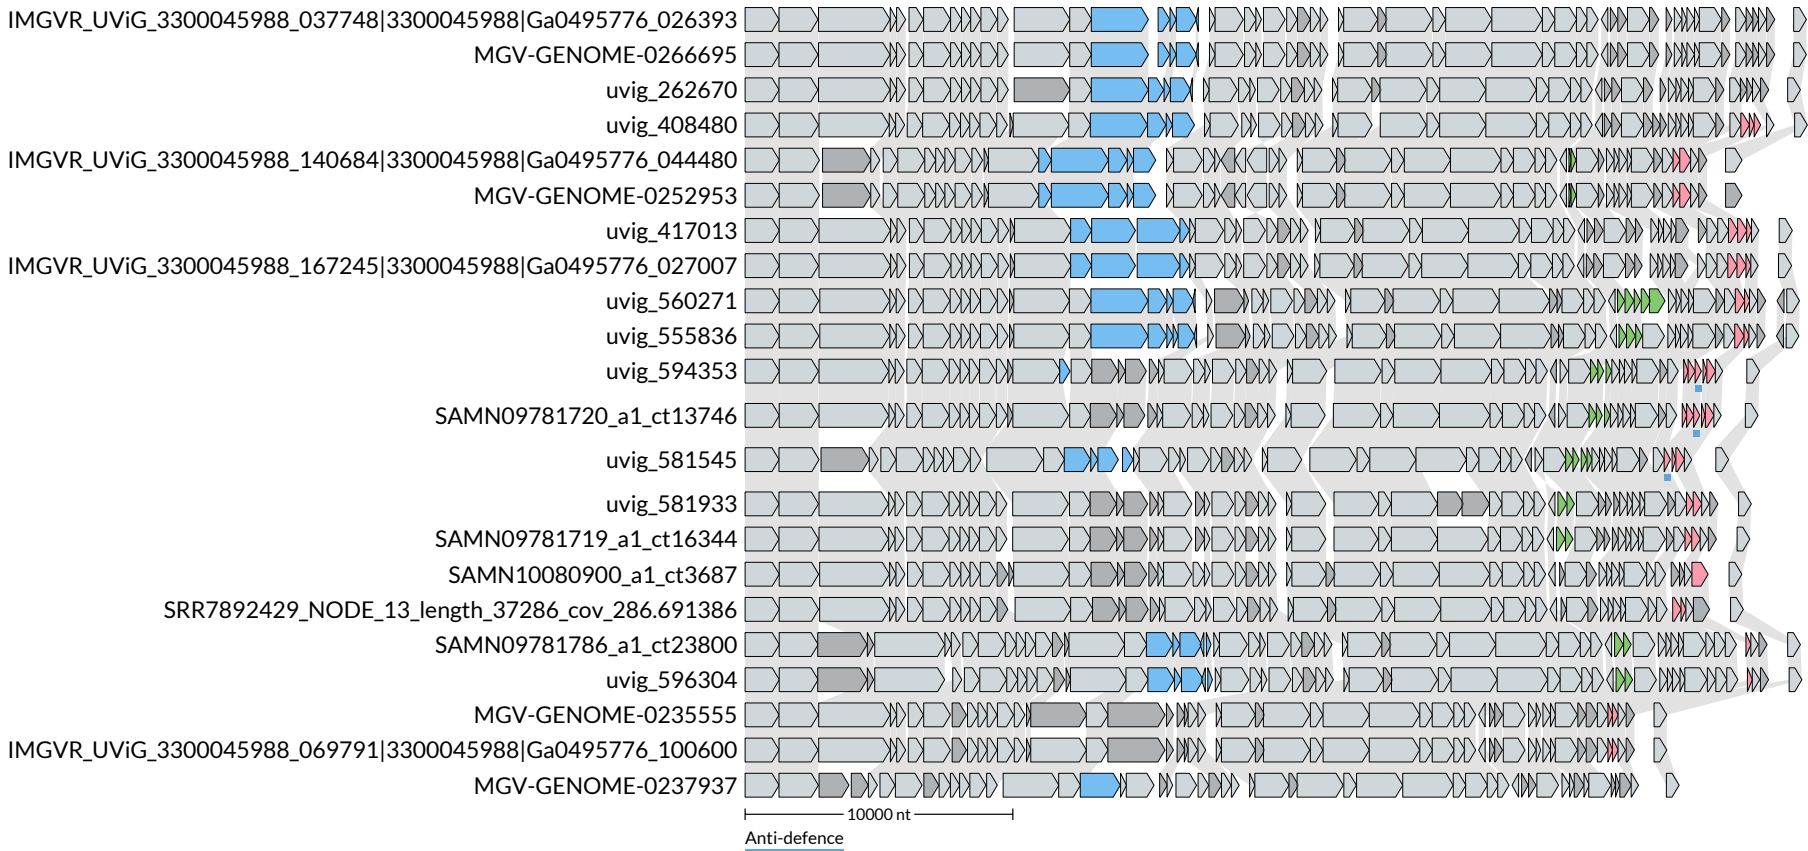 IMGVR_UViG_3300045988_037748|3300045988|Ga0495776_026393
MGV-GENOME-0266695
uvig_262670
uvig_408480
IMGVR_UViG_3300045988_140684|3300045988|Ga0495776_044480
MGV-GENOME-0252953
uvig_417013
IMGVR_UViG_3300045988_167245|3300045988|Ga0495776_027007
uvig_560271
uvig_555836
uvig_594353
SAMN09781720_a1_ct13746
uvig_581545
uvig_581933
SAMN09781719_a1_ct16344
SAMN10080900_a1_ct3687
SRR7892429_NODE_13_length_37286_cov_286.691386
SAMN09781786_a1_ct23800
uvig_596304
MGV-GENOME-0235555
IMGVR_UViG_3300045988_069791|3300045988|Ga0495776_100600
MGV-GENOME-0237937
10000 nt
Anti-defence